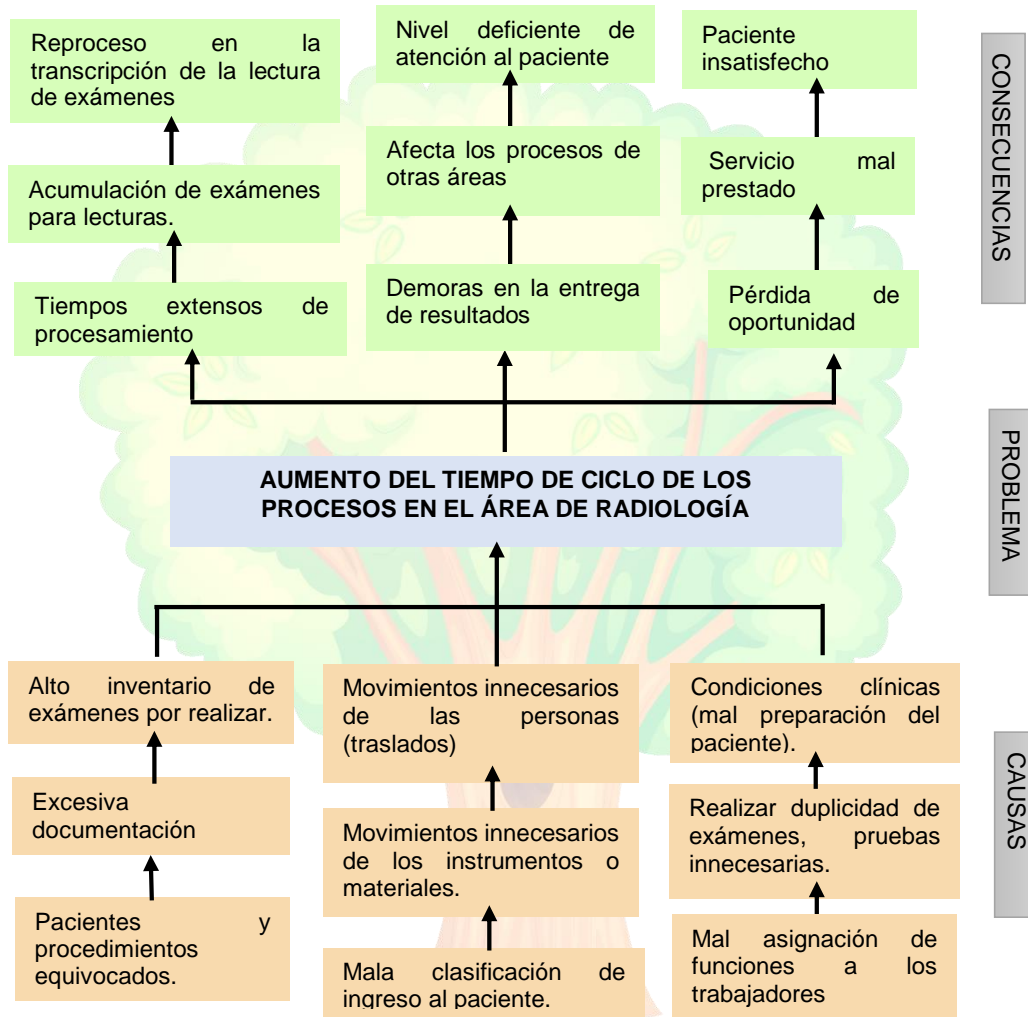 Reproceso en la
transcripción de la lectura
de exámenes
Nivel deficiente de
atención al paciente
Paciente
insatisfecho
Acumulación de exámenes
para lecturas.
Afecta los procesos de
otras áreas
Servicio mal
prestado
Tiempos extensos de
procesamiento
Demoras en la entrega
de resultados
Pérdida de
oportunidad
CONSECUENCIAS
AUMENTO DEL TIEMPO DE CICLO DE LOS
PROCESOS EN EL ÁREA DE RADIOLOGÍA
PROBLEMA
Alto inventario de
exámenes por realizar.
Movimientos innecesarios
de las personas
(traslados)
Condiciones clínicas
(mal preparación del
paciente).
Excesiva
documentación
Movimientos innecesarios
de los instrumentos o
materiales.
Realizar duplicidad de
exámenes, pruebas
innecesarias.
Pacientes y
procedimientos
equivocados.
Mala clasificación de
ingreso al paciente.
Mal asignación de
funciones a los
trabajadores
CAUSAS